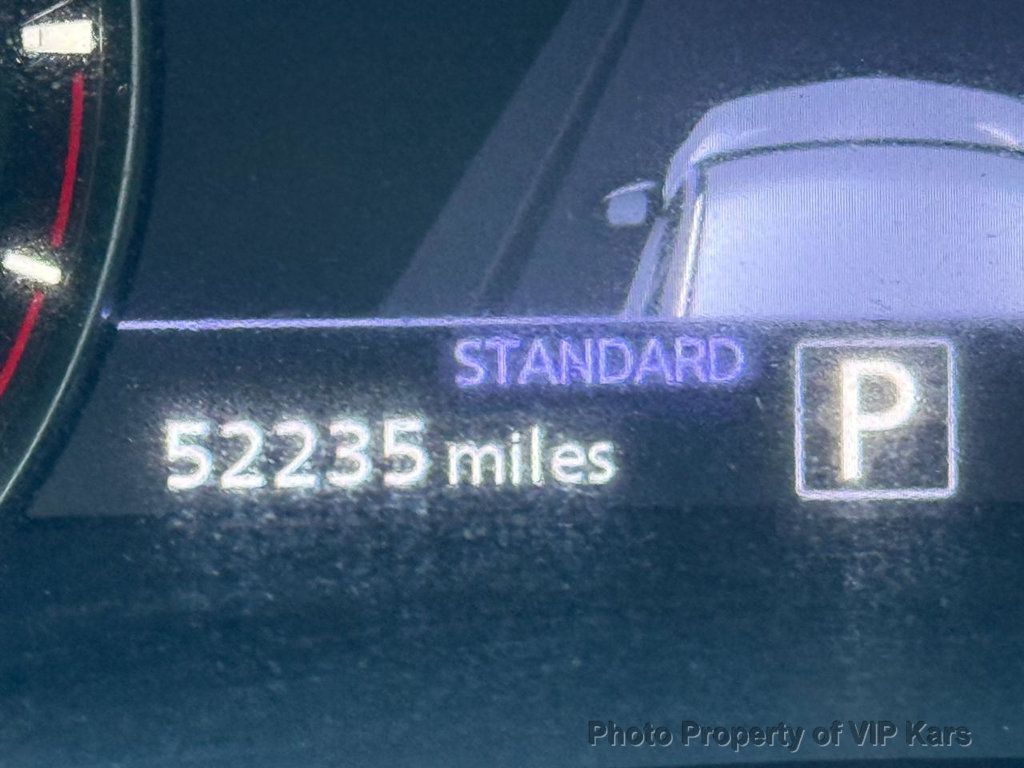 STANDARD
P
52235 miles
Photo Property of VIP Kars